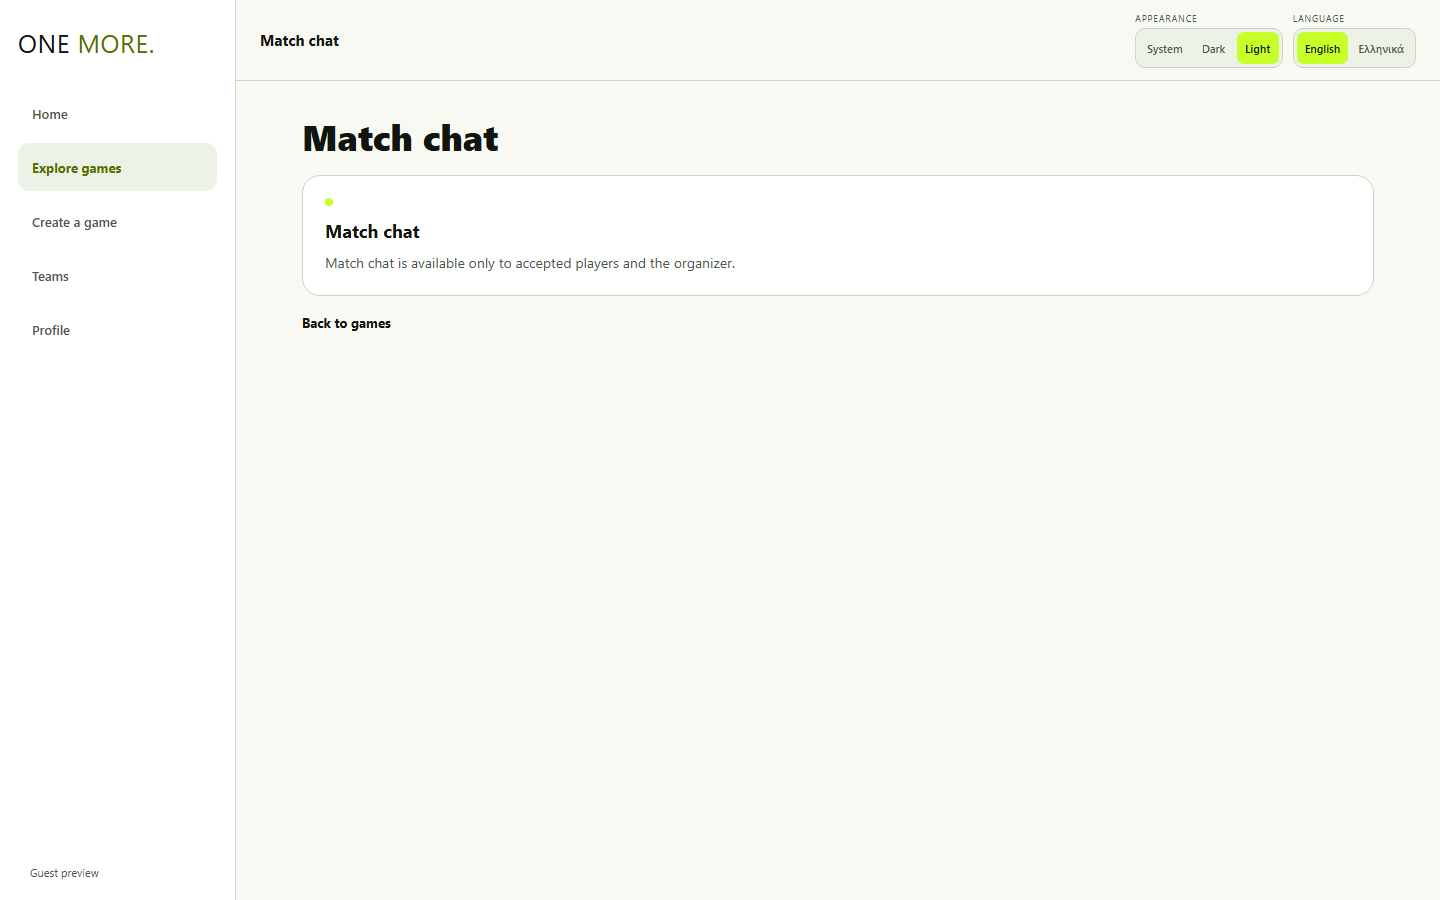 ONE MORE.
Home
Explore games
Create a game
Teams
Profile
Guest preview
Match chat
APPEARANCE
System Dark Light
LANGUAGE
English Ελληνικά
Match chat
Match chat
Match chat is available only to accepted players and the organizer.
Back to games